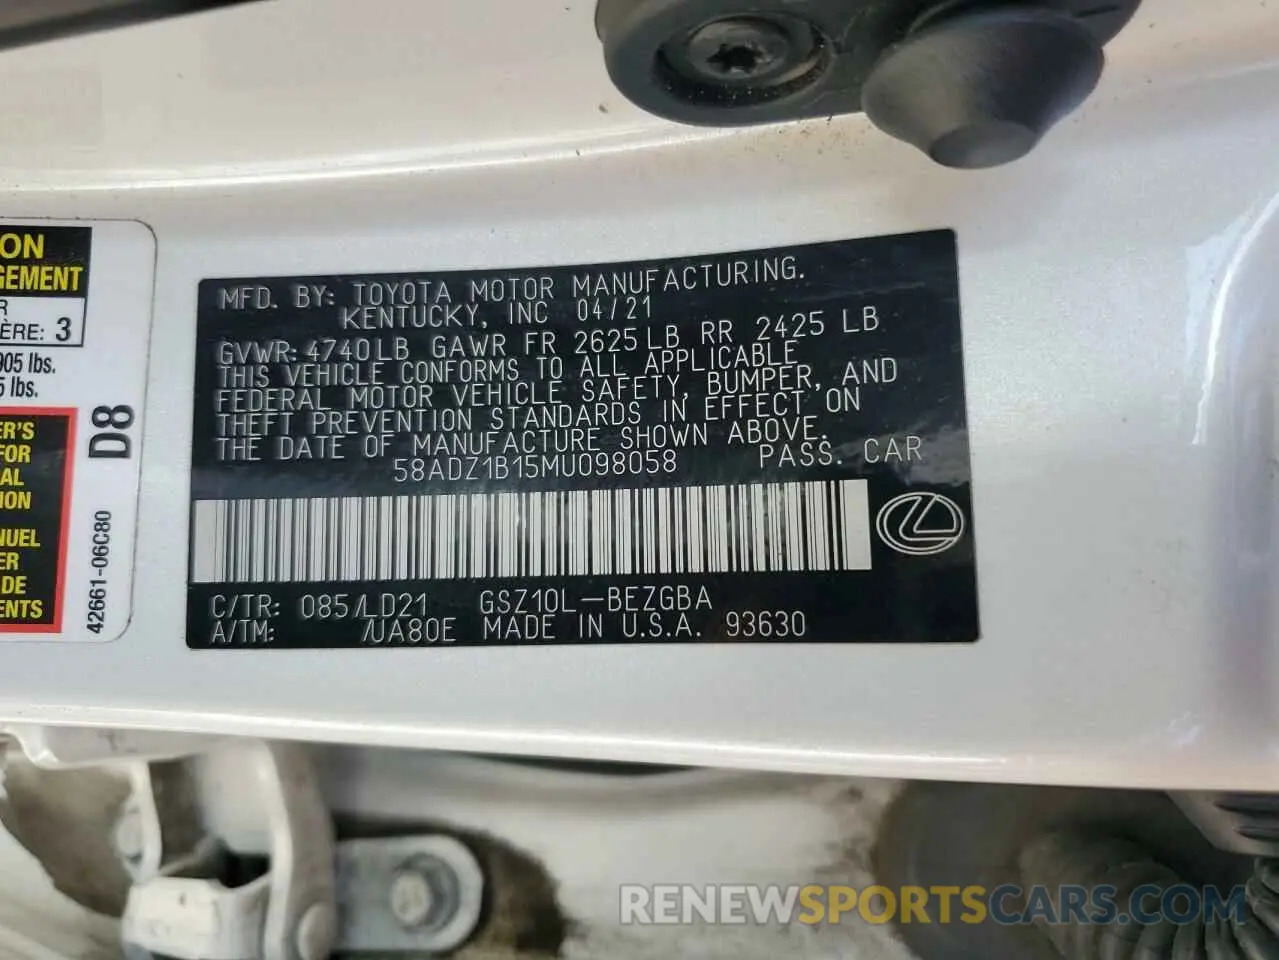 ON
GEMENT
R
ÈRE: 3
905 lbs.
5 lbs.
ER'S
FOR
AL
ION
NUEL
ER
DE
ENTS
D8
42661-06C80
MFD. BY: TOYOTA MOTOR MANUFACTURING.
KENTUCKY, INC 04/21
GVWR: 4740LB GAWR FR 2625LB RR 2425 LB
THIS VEHICLE CONFORMS TO ALL APPLICABLE
FEDERAL MOTOR VEHICLE SAFETY, BUMPER, AND
THEFT PREVENTION STANDARDS IN EFFECT ON
THE DATE OF MANUFACTURE SHOWN ABOVE.
58ADZ1B15MU098058 PASS. CAR
C/TR: 085/LD21 GSZ10L-BEZGBA
A/TM: /UA80E MADE IN U.S.A. 93630
RENEWSPORTSCARS.COM